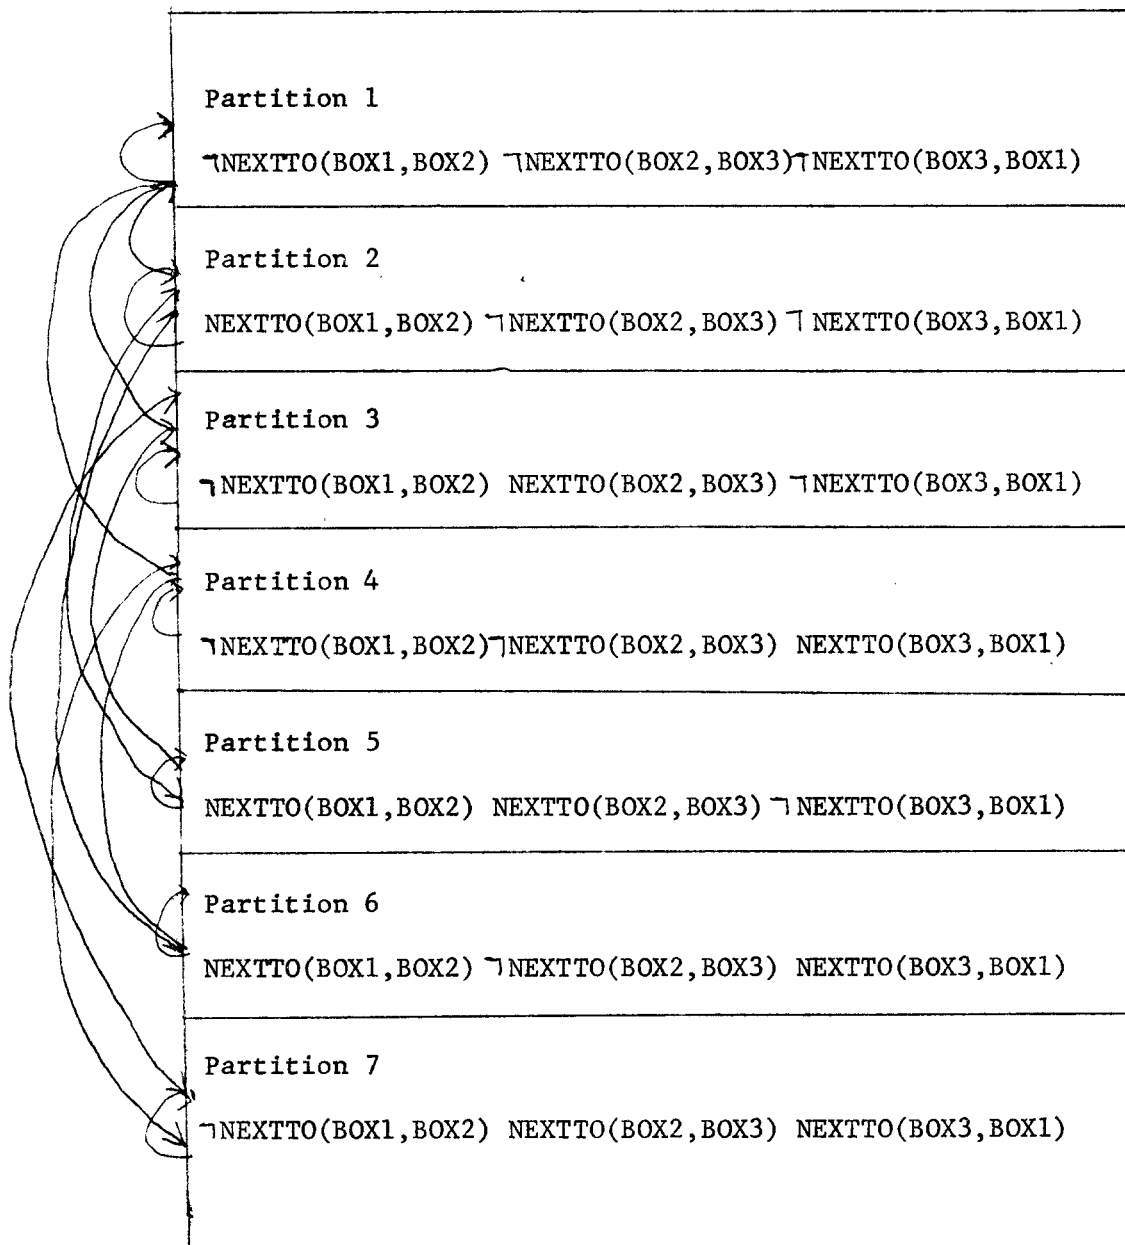 Partition 1
¬NEXTTO(BOX1,BOX2) ¬NEXTTO(BOX2,BOX3)¬NEXTTO(BOX3,BOX1)
Partition 2
NEXTTO(BOX1,BOX2) ¬NEXTTO(BOX2,BOX3) ¬ NEXTTO(BOX3,BOX1)
Partition 3
¬NEXTTO(BOX1,BOX2) NEXTTO(BOX2,BOX3) ¬NEXTTO(BOX3,BOX1)
Partition 4
¬NEXTTO(BOX1,BOX2)¬NEXTTO(BOX2,BOX3) NEXTTO(BOX3,BOX1)
Partition 5
NEXTTO(BOX1,BOX2) NEXTTO(BOX2,BOX3) ¬ NEXTTO(BOX3,BOX1)
Partition 6
NEXTTO(BOX1,BOX2) ¬NEXTTO(BOX2,BOX3) NEXTTO(BOX3,BOX1)
Partition 7
¬NEXTTO(BOX1,BOX2) NEXTTO(BOX2,BOX3) NEXTTO(BOX3,BOX1)